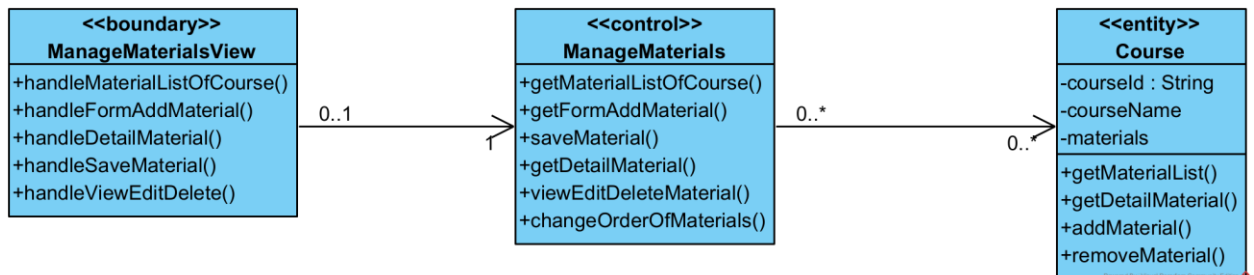 <<boundary>>
ManageMaterialsView
+handleMaterialListOfCourse()
+handleFormAddMaterial()
+handleDetailMaterial()
+handleSaveMaterial()
+handleViewEditDelete()
0..1
1
<<control>>
ManageMaterials
+getMaterialListOfCourse()
+getFormAddMaterial()
+saveMaterial()
+getDetailMaterial()
+viewEditDeleteMaterial()
+changeOrderOfMaterials()
0..*
0..*
<<entity>>
Course
-courseId : String
-courseName
-materials
+getMaterialList()
+getDetailMaterial()
+addMaterial()
+removeMaterial()